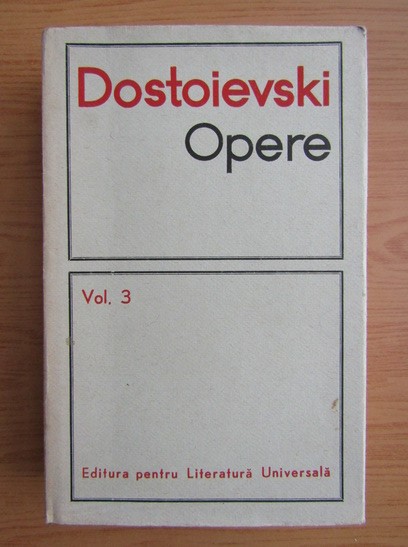 Dostoievski
Opere
Vol. 3
Editura pentru Literatură Universală